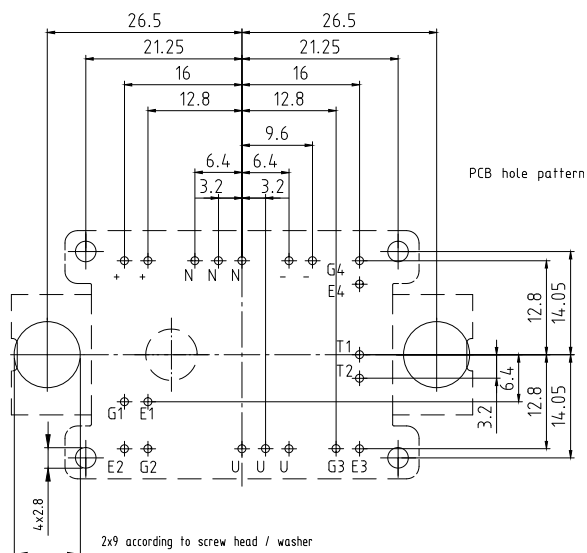 26.5 26.5
21.25 21.25
16 16
12.8 12.8
9.6
6.4 6.4
3.2 3.2
PCB hole pattern
+ + N N N - - G4
E4
12.8
14.05
T1
T2
6.4
3.2
12.8
14.05
G1 E1
E2 G2 U U U G3 E3
4x2.8
2x9 according to screw head / washer